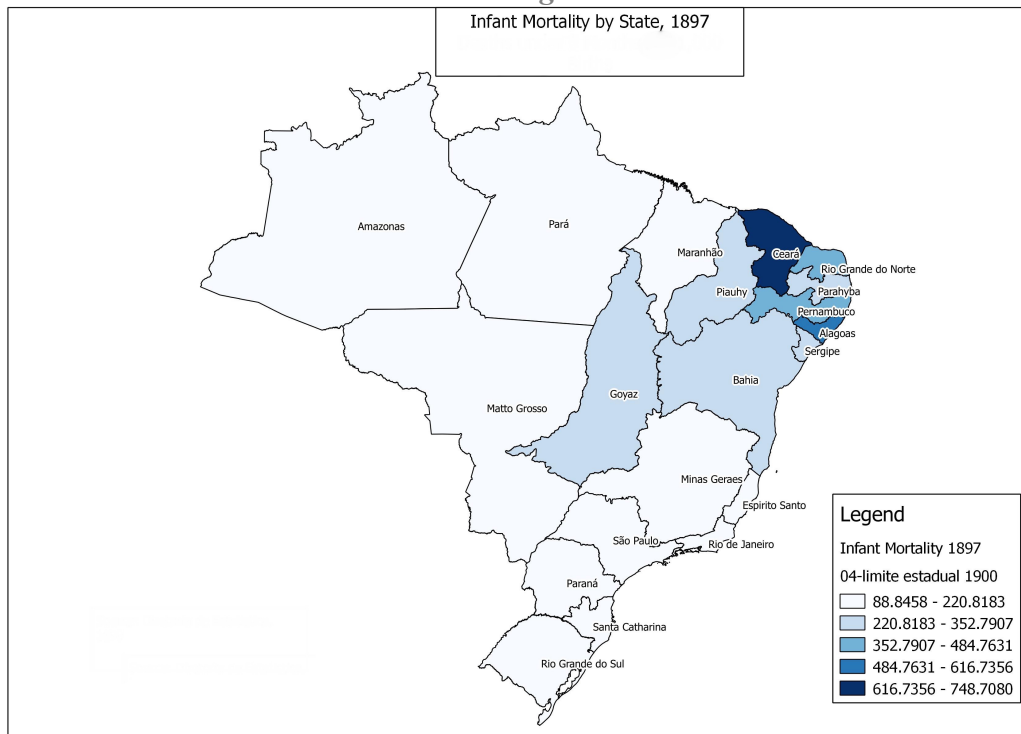 Infant Mortality by State, 1897
Amazonas
Pará
Maranhão
Ceará
Rio Grande do Norte
Piauhy
Parahyba
Pernambuco
Alagoas
Sergipe
Bahia
Goyaz
Matto Grosso
Minas Geraes
Espirito Santo
São Paulo
Rio de Janeiro
Paraná
Santa Catharina
Rio Grande do Sul
Legend
Infant Mortality 1897
04-limite estadual 1900
88.8458 - 220.8183
220.8183 - 352.7907
352.7907 - 484.7631
484.7631 - 616.7356
616.7356 - 748.7080